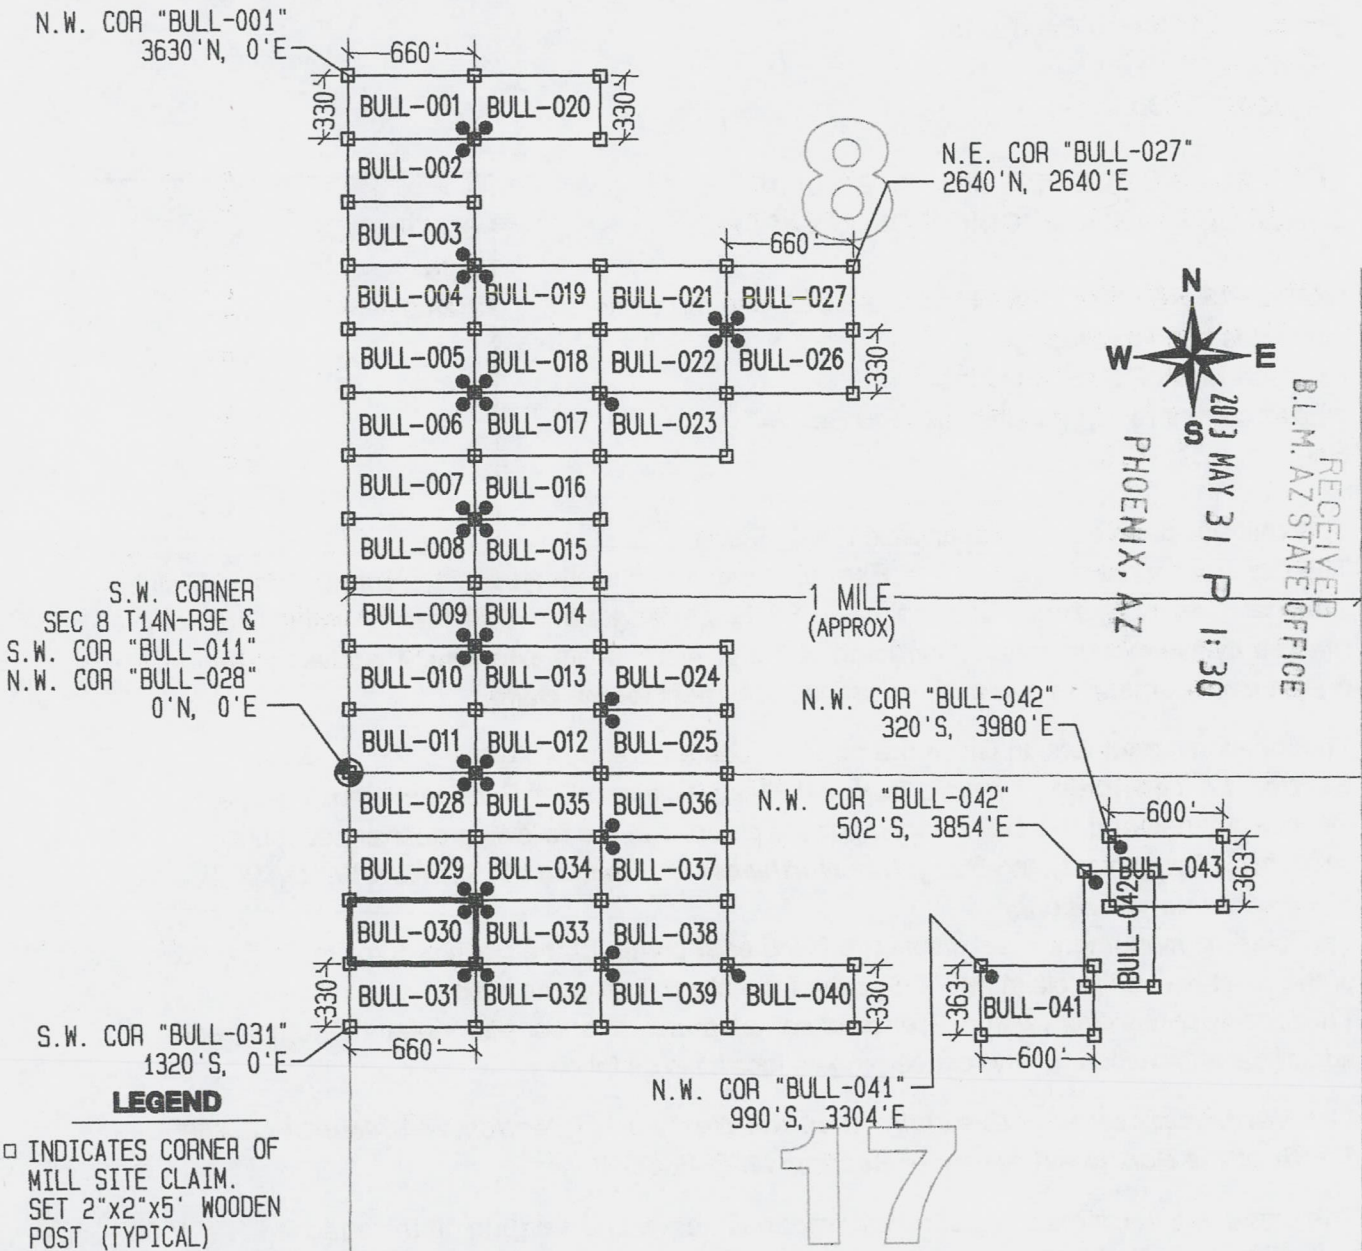 N.W. COR "BULL-001"
3630'N, 0'E
660'
330
BULL-001
BULL-020
330
BULL-002
8
N.E. COR "BULL-027"
2640'N, 2640'E
BULL-003
660'
BULL-004
BULL-019
BULL-021
BULL-027
N
W
E
S
BULL-005
BULL-018
BULL-022
BULL-026
330
BULL-006
BULL-017
BULL-023
RECEIVED
B.L.M. AZ STATE OFFICE
2013 MAY 31 P 1:30
PHOENIX, AZ
BULL-007
BULL-016
BULL-008
BULL-015
S.W. CORNER
SEC 8 T14N-R9E &
S.W. COR "BULL-011"
N.W. COR "BULL-028"
0'N, 0'E
BULL-009
BULL-014
1 MILE
(APPROX)
BULL-010
BULL-013
BULL-024
N.W. COR "BULL-042"
320'S, 3980'E
BULL-011
BULL-012
BULL-025
BULL-028
BULL-035
BULL-036
N.W. COR "BULL-042"
502'S, 3854'E
600'
BULL-029
BULL-034
BULL-037
BULL-043
363
BULL-042
BULL-030
BULL-033
BULL-038
330
BULL-031
BULL-032
BULL-039
BULL-040
330
363
BULL-041
S.W. COR "BULL-031"
1320'S, 0'E
660'
600'
N.W. COR "BULL-041"
990'S, 3304'E
17
LEGEND
INDICATES CORNER OF
MILL SITE CLAIM.
SET 2"x2"x5' WOODEN
POST (TYPICAL)